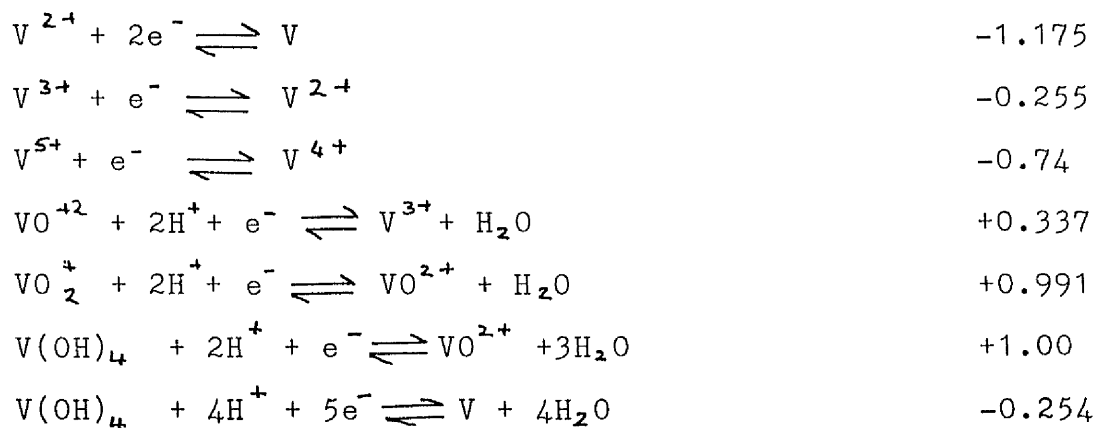 V²⁺ + 2e⁻ ⇌ V -1.175
V³⁺ + e⁻ ⇌ V²⁺ -0.255
V⁵⁺ + e⁻ ⇌ V⁴⁺ -0.74
VO⁺² + 2H⁺ + e⁻ ⇌ V³⁺ + H₂O +0.337
VO₂⁺ + 2H⁺ + e⁻ ⇌ VO²⁺ + H₂O +0.991
V(OH)₄ + 2H⁺ + e⁻ ⇌ VO²⁺ +3H₂O +1.00
V(OH)₄ + 4H⁺ + 5e⁻ ⇌ V + 4H₂O -0.254